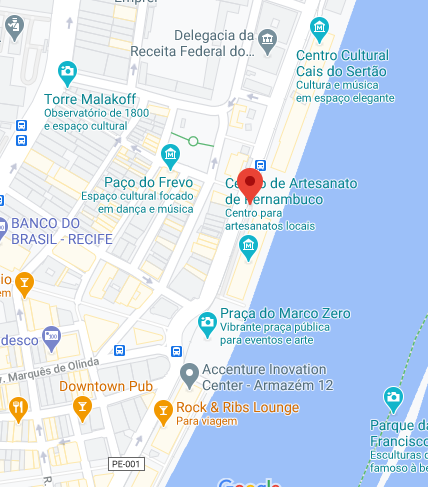 Delegacia da
Receita Federal do...
Centro Cultural
Cais do Sertão
Cultura e música
em espaço elegante
Torre Malakoff
Observatório de 1800
e espaço cultural
Paço do Frevo
Espaço cultural focado
em dança e música
de Artesanato
de Pernambuco
Centro para
artesanatos locais
BANCO DO
BRASIL - RECIFE
Praça do Marco Zero
Vibrante praça pública
para eventos e arte
Marquês de Olinda
Accenture Inovation
Center - Armazém 12
Downtown Pub
Rock & Ribs Lounge
Para viagem
Parque da
Francisco
Esculturas
famoso à be
PE-001
R.
Google